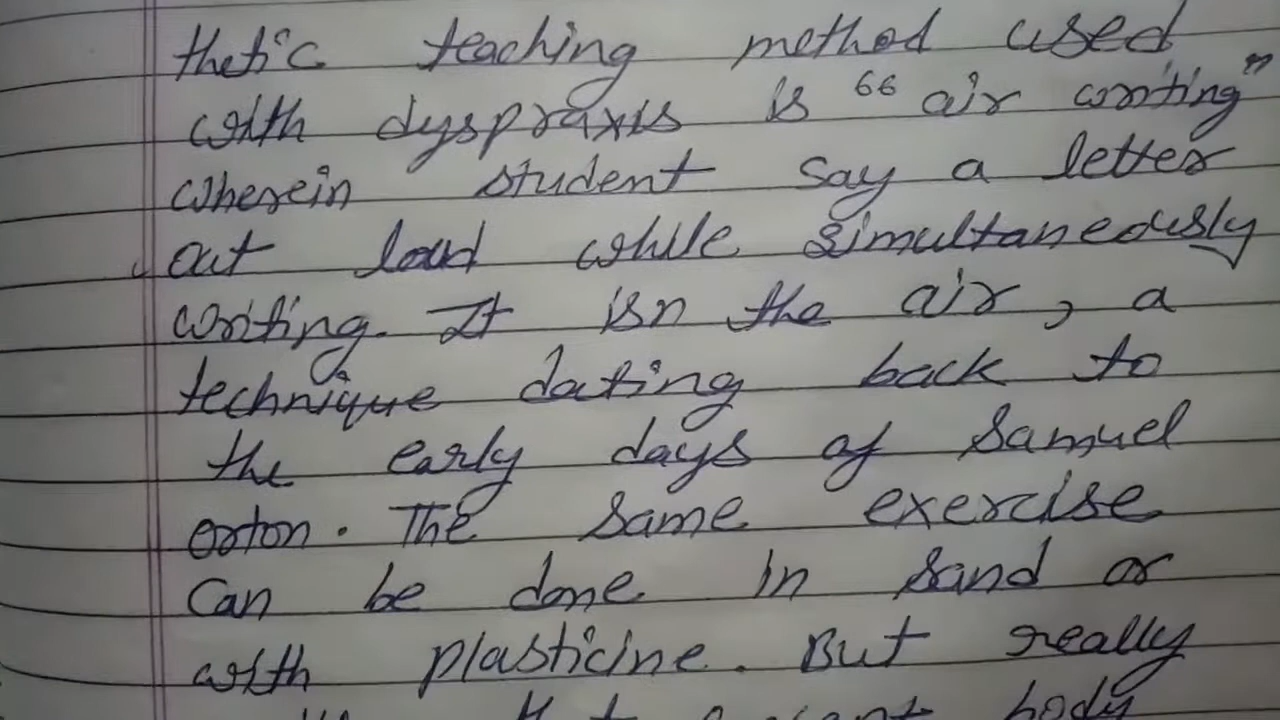 thetic teaching method used
with dyspraxis is "air writing"
wherein student say a letter
out loud while simultaneously
writing. It isn the air, a
technique dating back to
the early days of Samuel
orton. The same exercise
Can be done in sand or
with plasticine. But really
body